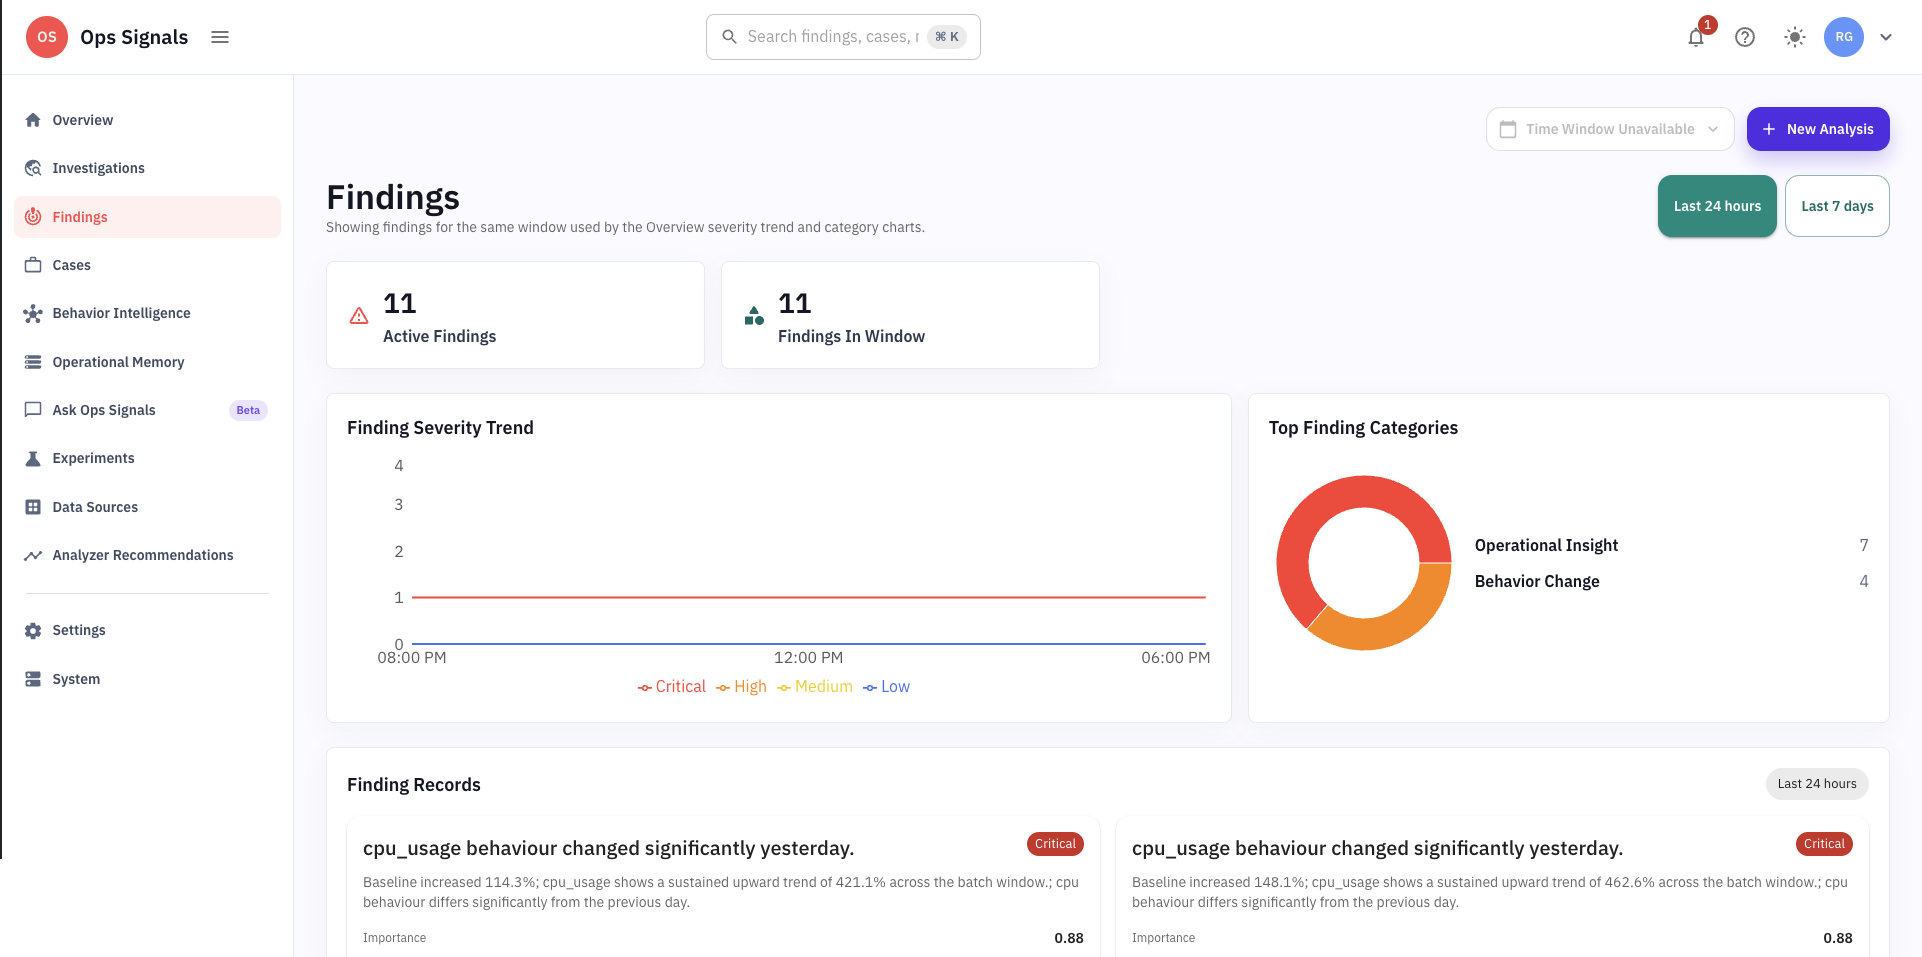 OS
Ops Signals
Search findings, cases, r
⌘ K
1
RG
Overview
Investigations
Findings
Cases
Behavior Intelligence
Operational Memory
Ask Ops Signals
Beta
Experiments
Data Sources
Analyzer Recommendations
Settings
System
Time Window Unavailable
New Analysis
Findings
Showing findings for the same window used by the Overview severity trend and category charts.
Last 24 hours
Last 7 days
11
Active Findings
11
Findings In Window
Finding Severity Trend
4
3
2
1
0
08:00 PM
12:00 PM
06:00 PM
Critical
High
Medium
Low
Top Finding Categories
Operational Insight
7
Behavior Change
4
Finding Records
Last 24 hours
cpu_usage behaviour changed significantly yesterday.
Critical
Baseline increased 114.3%; cpu_usage shows a sustained upward trend of 421.1% across the batch window.; cpu
behaviour differs significantly from the previous day.
Importance
0.88
cpu_usage behaviour changed significantly yesterday.
Critical
Baseline increased 148.1%; cpu_usage shows a sustained upward trend of 462.6% across the batch window.; cpu
behaviour differs significantly from the previous day.
Importance
0.88